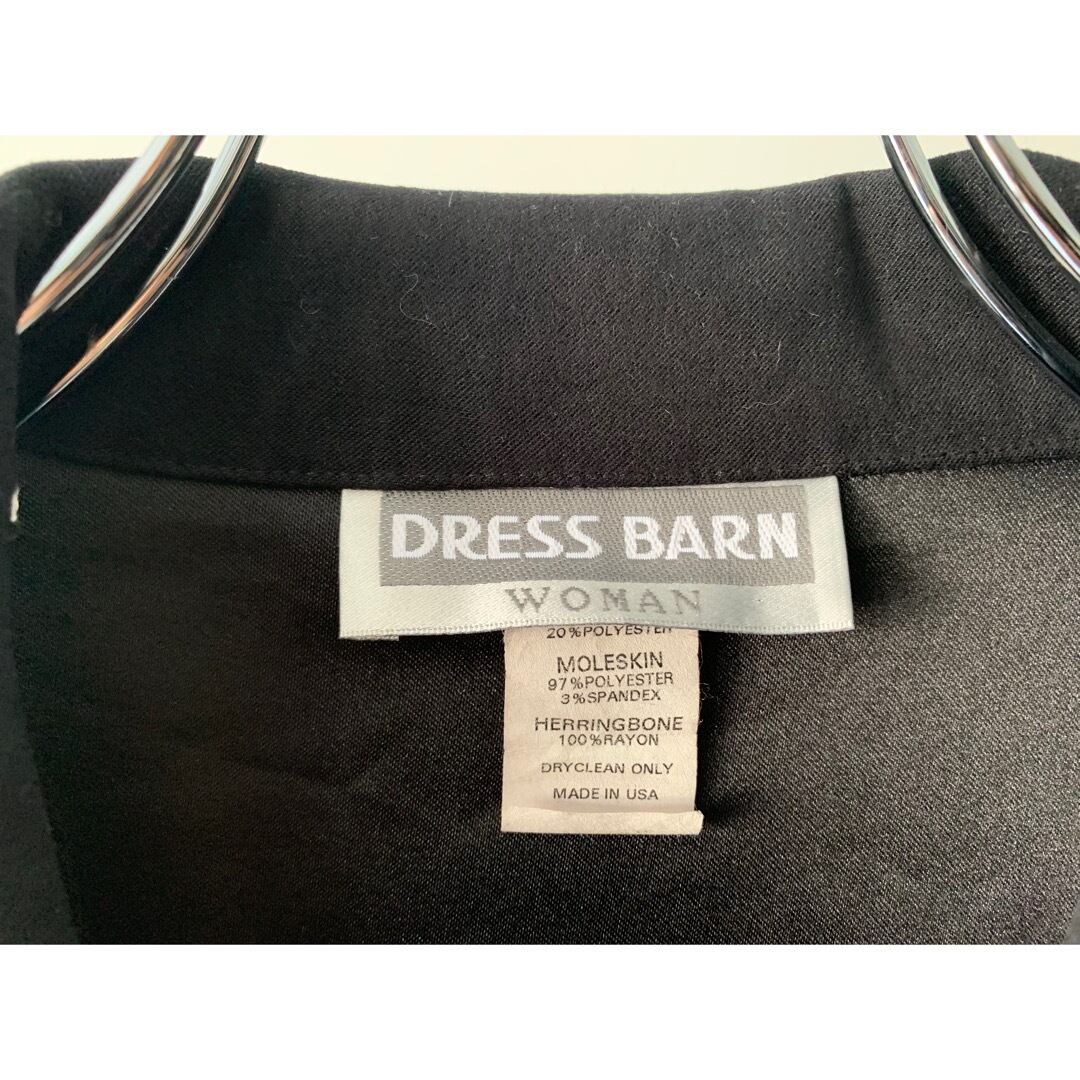 DRESS BARN
WOMAN
20%POLYESTER
MOLESKIN
97%POLYESTER
3%SPANDEX
HERRINGBONE
100%RAYON
DRYCLEAN ONLY
MADE IN USA